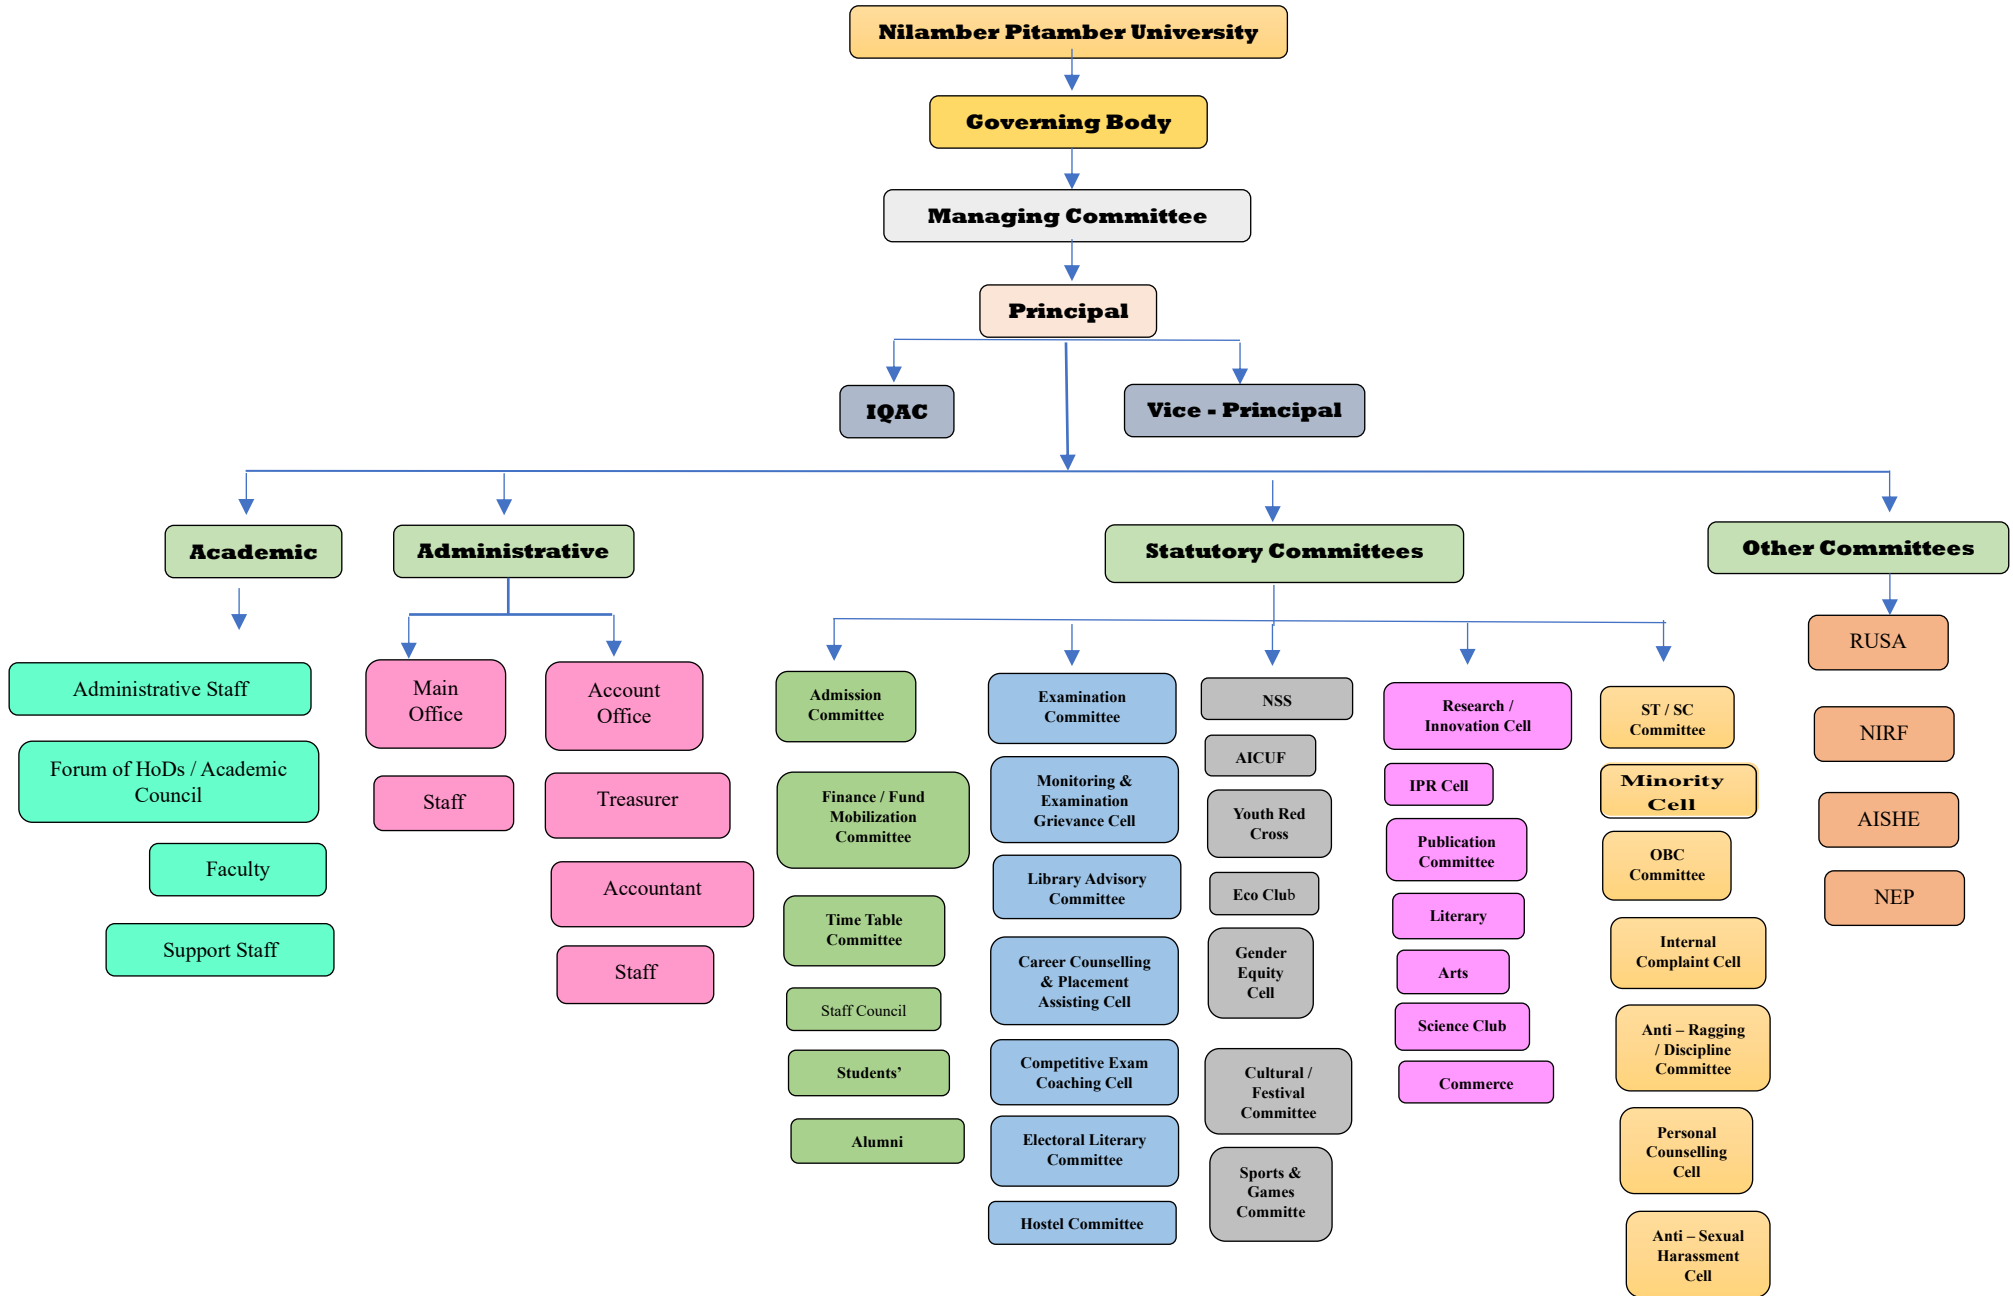 Nilamber Pitamber University
Governing Body
Managing Committee
Principal
IQAC
Vice - Principal
Academic
Administrative
Statutory Committees
Other Committees
Administrative Staff
Forum of HoDs / Academic
Council
Faculty
Support Staff
Main
Office
Staff
Account
Office
Treasurer
Accountant
Staff
Admission
Committee
Finance / Fund
Mobilization
Committee
Time Table
Committee
Staff Council
Students’
Alumni
Examination
Committee
Monitoring &
Examination
Grievance Cell
Library Advisory
Committee
Career Counselling
& Placement
Assisting Cell
Competitive Exam
Coaching Cell
Electoral Literary
Committee
Hostel Committee
NSS
AICUF
Youth Red
Cross
Eco Club
Gender
Equity
Cell
Cultural /
Festival
Committee
Sports &
Games
Committe
Research /
Innovation Cell
IPR Cell
Publication
Committee
Literary
Arts
Science Club
Commerce
ST / SC
Committee
Minority
Cell
OBC
Committee
Internal
Complaint Cell
Anti – Ragging
/ Discipline
Committee
Personal
Counselling
Cell
Anti – Sexual
Harassment
Cell
RUSA
NIRF
AISHE
NEP